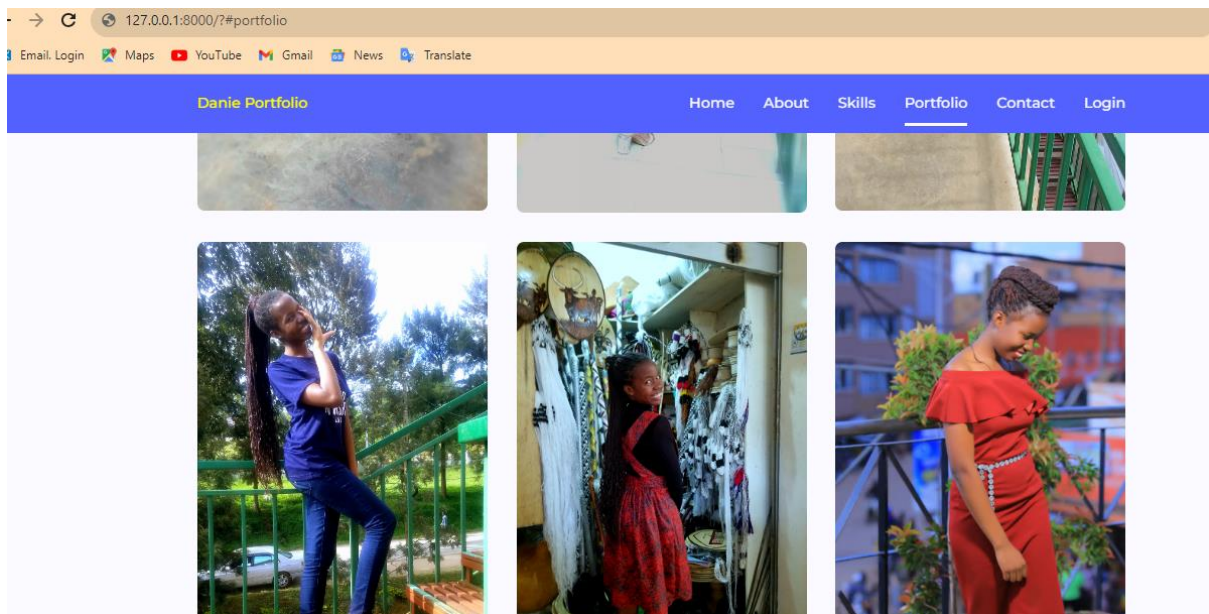 127.0.0.1:8000/?#portfolio
Email. Login Maps YouTube Gmail News Translate
Danie Portfolio Home About Skills Portfolio Contact Login